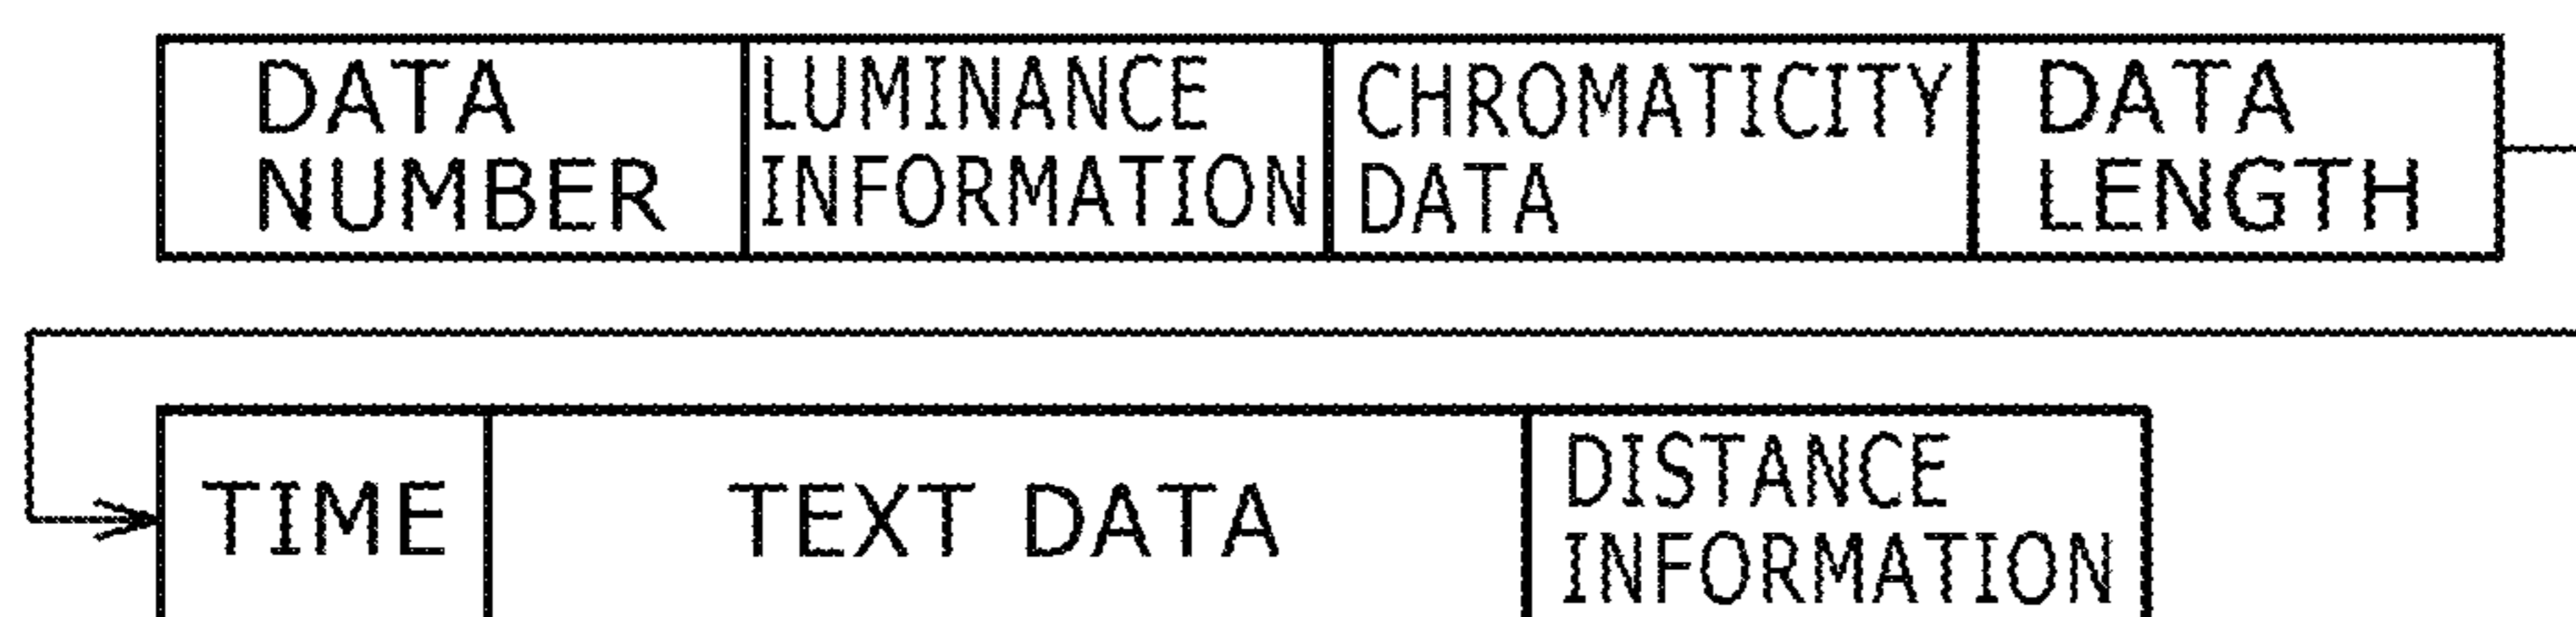 DATA
NUMBER
LUMINANCE
INFORMATION
CHROMATICITY
DATA
DATA
LENGTH
TIME
TEXT DATA
DISTANCE
INFORMATION